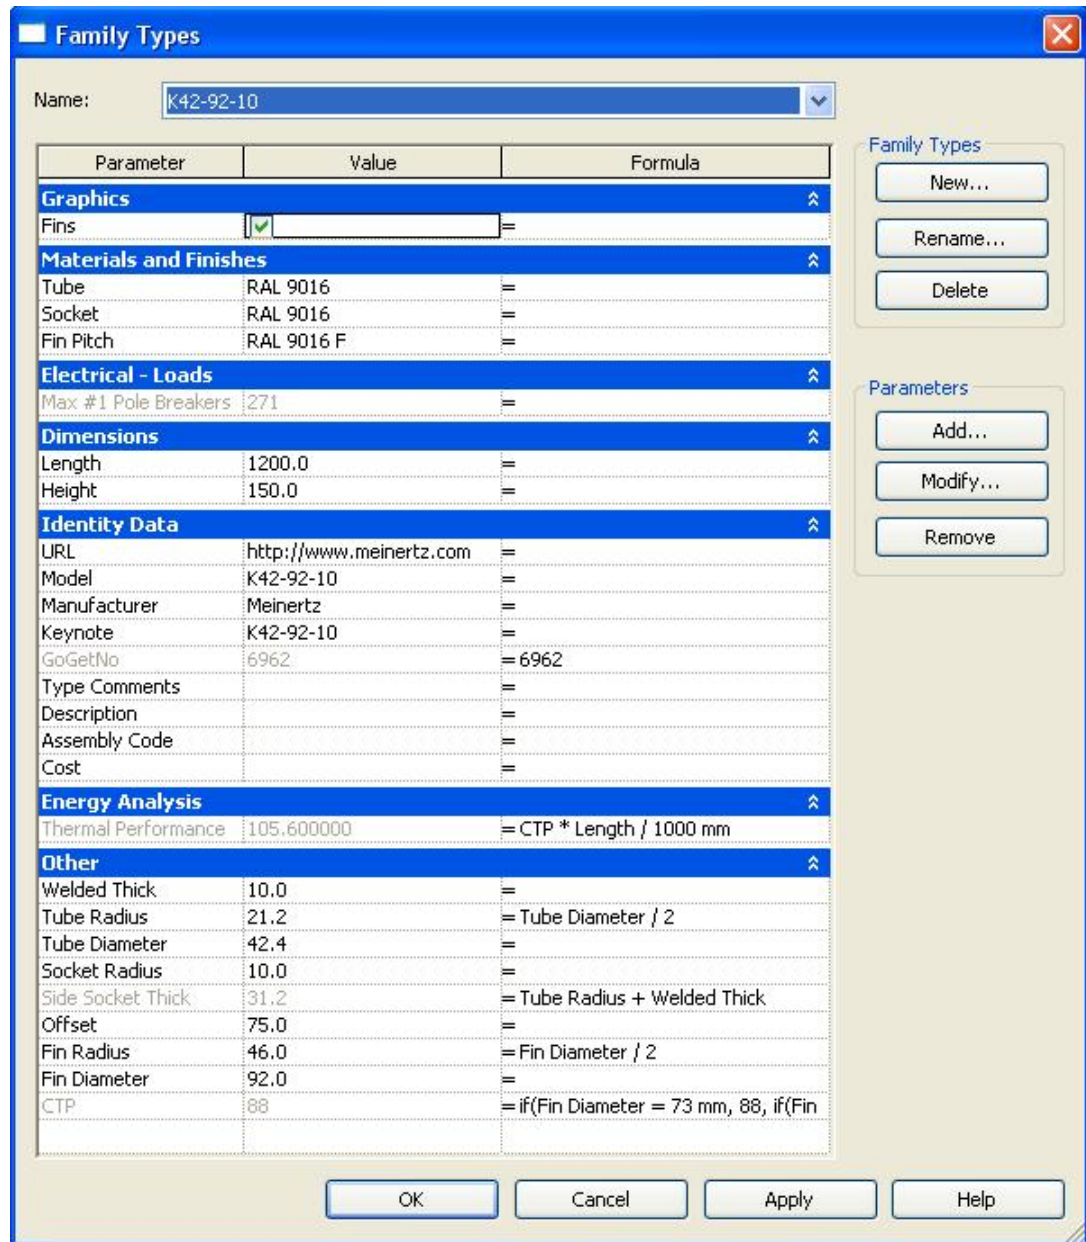 Family Types
Name: K42-92-10
Parameter Value Formula
Graphics
Fins =
Materials and Finishes
Tube RAL 9016 =
Socket RAL 9016 =
Fin Pitch RAL 9016 F =
Electrical - Loads
Max #1 Pole Breakers 271 =
Dimensions
Length 1200.0 =
Height 150.0 =
Identity Data
URL http://www.meinertz.com =
Model K42-92-10 =
Manufacturer Meinertz =
Keynote K42-92-10 =
GoGetNo 6962 = 6962
Type Comments =
Description =
Assembly Code =
Cost =
Energy Analysis
Thermal Performance 105.600000 = CTP * Length / 1000 mm
Other
Welded Thick 10.0 =
Tube Radius 21.2 = Tube Diameter / 2
Tube Diameter 42.4 =
Socket Radius 10.0 =
Side Socket Thick 31.2 = Tube Radius + Welded Thick
Offset 75.0 =
Fin Radius 46.0 = Fin Diameter / 2
Fin Diameter 92.0 =
CTP 88 = if(Fin Diameter = 73 mm, 88, if(Fin
Family Types
New...
Rename...
Delete
Parameters
Add...
Modify...
Remove
OK Cancel Apply Help